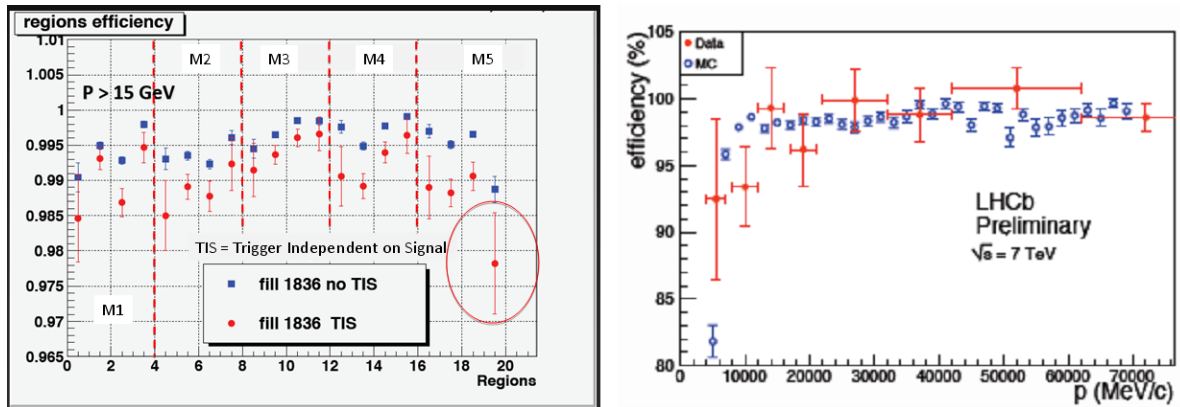 regions efficiency
1.01
1.005
1
0.995
0.99
0.985
0.98
0.975
0.97
0.965
M2
M3
M4
M5
P > 15 GeV
TIS = Trigger Independent on Signal
fill 1836 no TIS
fill 1836 TIS
M1
0 2 4 6 8 10 12 14 16 18 20
Regions
efficiency (%)
105
100
95
90
85
80
Data
MC
LHCb
Preliminary
√s = 7 TeV
0 10000 20000 30000 40000 50000 60000 70000
p (MeV/c)